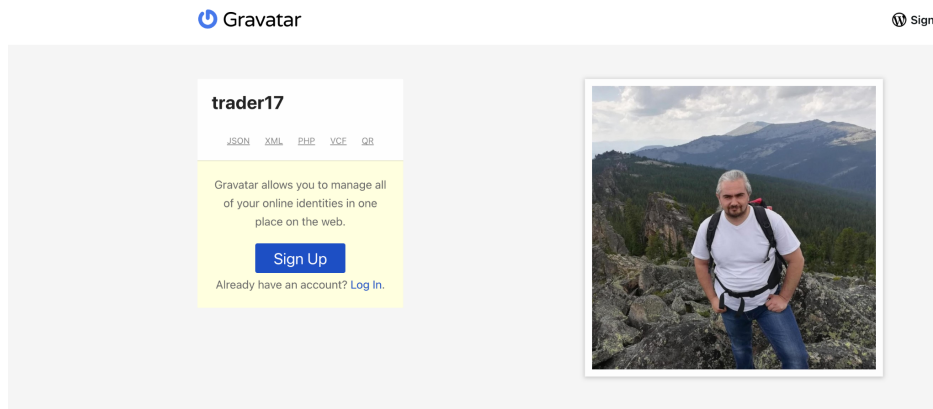 Gravatar
Sign
trader17
JSON XML PHP VCF QR
Gravatar allows you to manage all
of your online identities in one
place on the web.
Sign Up
Already have an account? Log In.